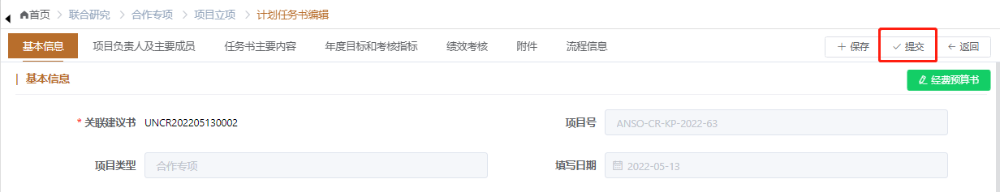 首页 > 联合研究 > 合作专项 > 项目立项 > 计划任务书编辑
基本信息 项目负责人及主要成员 任务书主要内容 年度目标和考核指标 绩效考核 附件 流程信息 + 保存 ✓ 提交 ← 返回
基本信息 经费预算书
* 关联建议书 UNCR202205130002 项目号 ANSO-CR-KP-2022-63
项目类型 合作专项 填写日期 2022-05-13